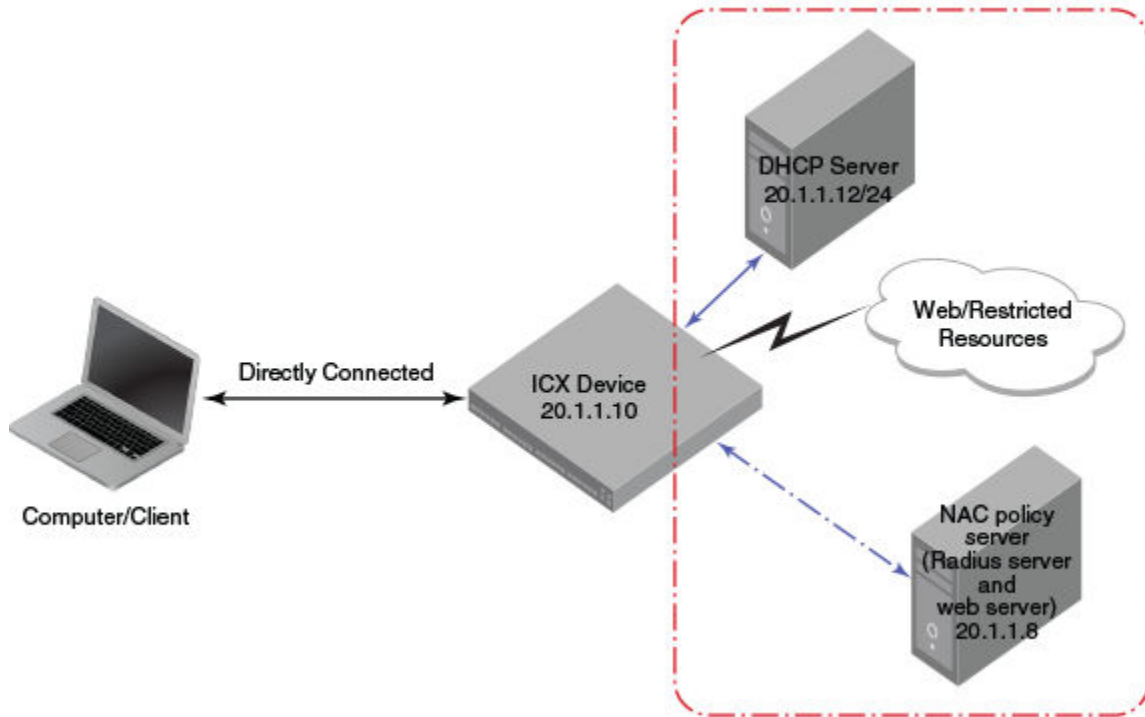 DHCP Server
20.1.1.12/24
Web/Restricted
Resources
Directly Connected
ICX Device
20.1.1.10
Computer/Client
NAC policy
server
(Radius server
and
web server)
20.1.1.8